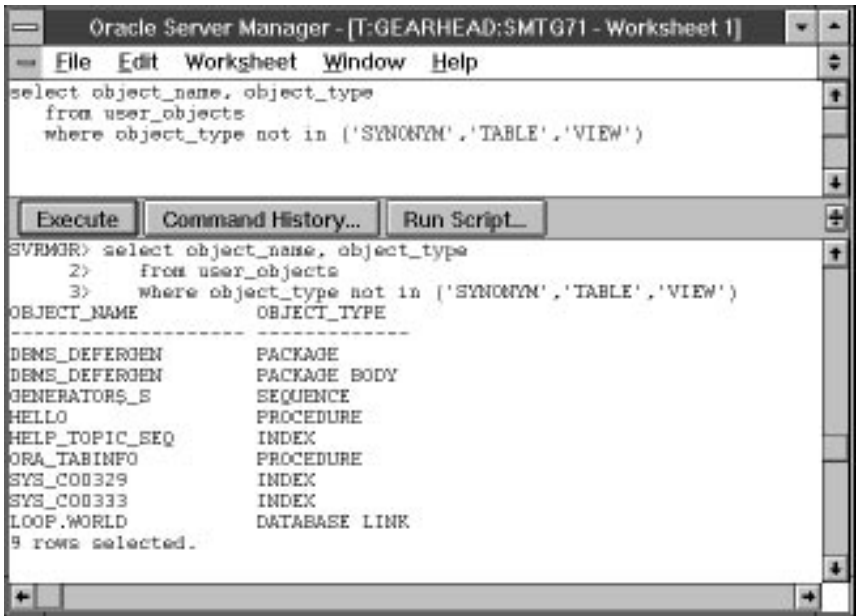 Oracle Server Manager - [T:GEARHEAD:SMTG71 - Worksheet 1]
File Edit Worksheet Window Help
select object_name, object_type
from user_objects
where object_type not in ('SYNONYM','TABLE','VIEW')
Execute Command History... Run Script...
SVRMGR> select object_name, object_type
2> from user_objects
3> where object_type not in ('SYNONYM','TABLE','VIEW')
OBJECT_NAME OBJECT_TYPE
-------------------- -------------
DBMS_DEFERGEN PACKAGE
DBMS_DEFERGEN PACKAGE BODY
GENERATORS_S SEQUENCE
HELLO PROCEDURE
HELP_TOPIC_SEQ INDEX
ORA_TABINFO PROCEDURE
SYS_C00329 INDEX
SYS_C00333 INDEX
LOOP.WORLD DATABASE LINK
9 rows selected.